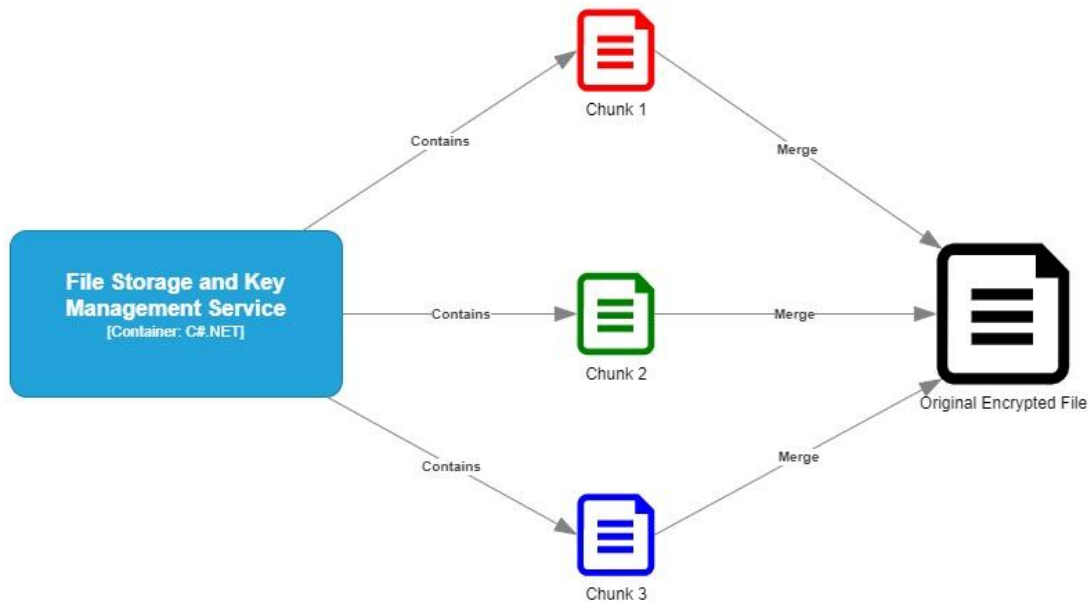 Chunk 1
Contains
Merge
File Storage and Key
Management Service
[Container: C#.NET]
Contains
Chunk 2
Merge
Original Encrypted File
Contains
Merge
Chunk 3